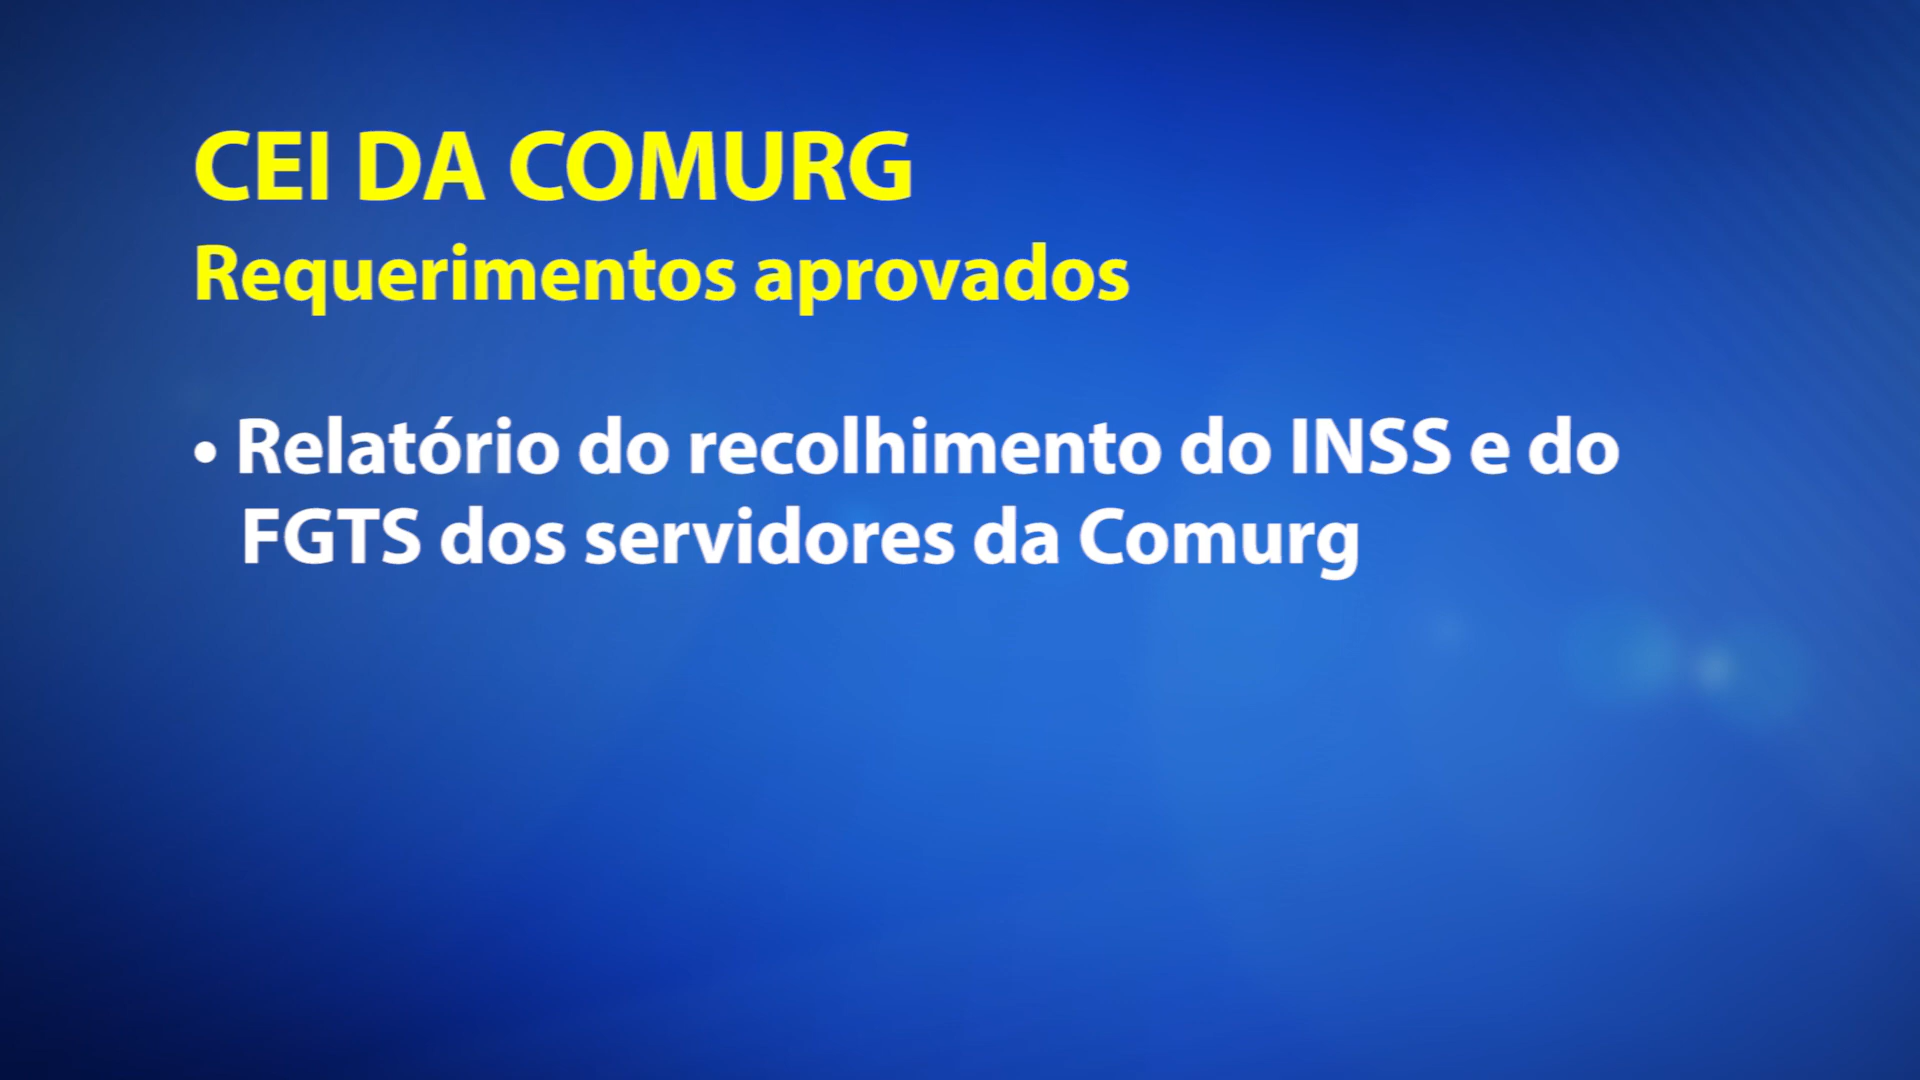 CEI DA COMURG
Requerimentos aprovados
• Relatório do recolhimento do INSS e do
FGTS dos servidores da Comurg